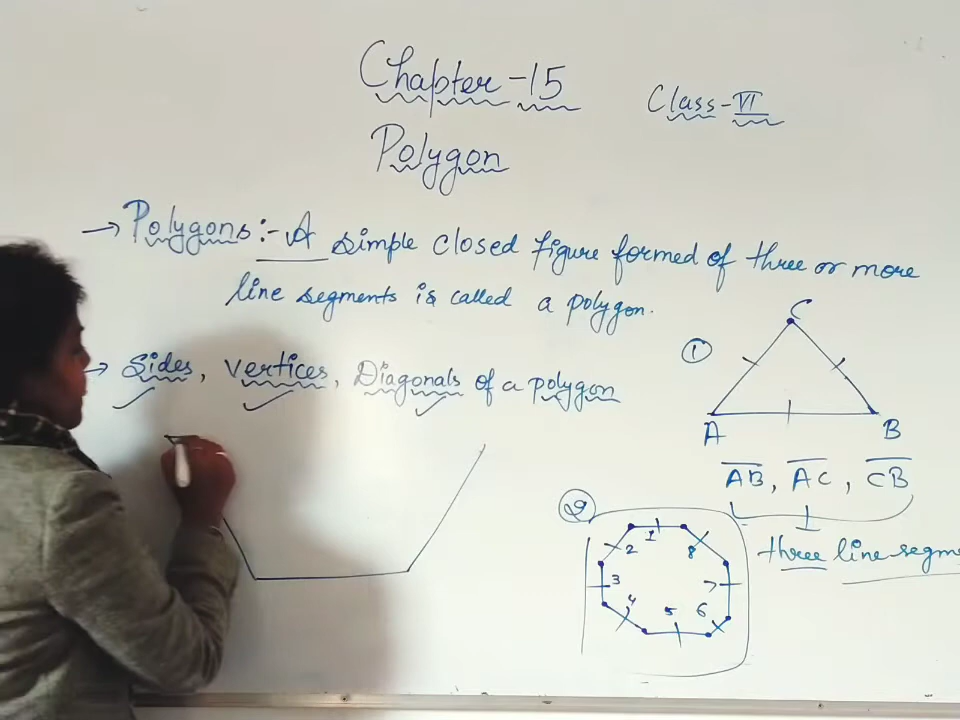 Chapter-15
Class-VI
Polygon
→ Polygons:- A simple closed figure formed of three or more
line segments is called a polygon.
→ Sides, vertices, Diagonals of a polygon
①
C
A
B
AB, AC, CB
three line segme
②
1
2
8
3
7
4
5
6